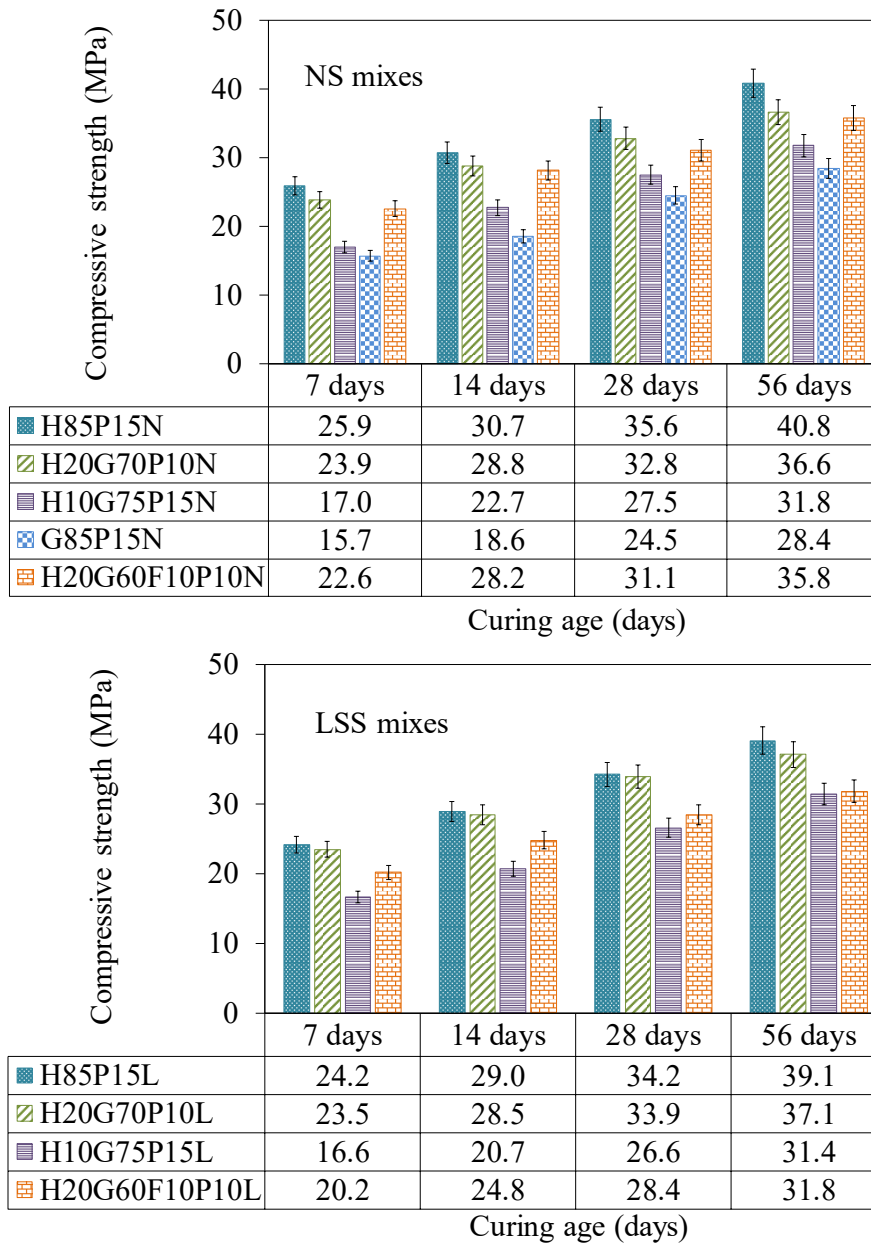 Compressive strength (MPa)
50
40
30
20
10
0
NS mixes
7 days 14 days 28 days 56 days
H85P15N 25.9 30.7 35.6 40.8
H20G70P10N 23.9 28.8 32.8 36.6
H10G75P15N 17.0 22.7 27.5 31.8
G85P15N 15.7 18.6 24.5 28.4
H20G60F10P10N 22.6 28.2 31.1 35.8
Curing age (days)
Compressive strength (MPa)
50
40
30
20
10
0
LSS mixes
7 days 14 days 28 days 56 days
H85P15L 24.2 29.0 34.2 39.1
H20G70P10L 23.5 28.5 33.9 37.1
H10G75P15L 16.6 20.7 26.6 31.4
H20G60F10P10L 20.2 24.8 28.4 31.8
Curing age (days)